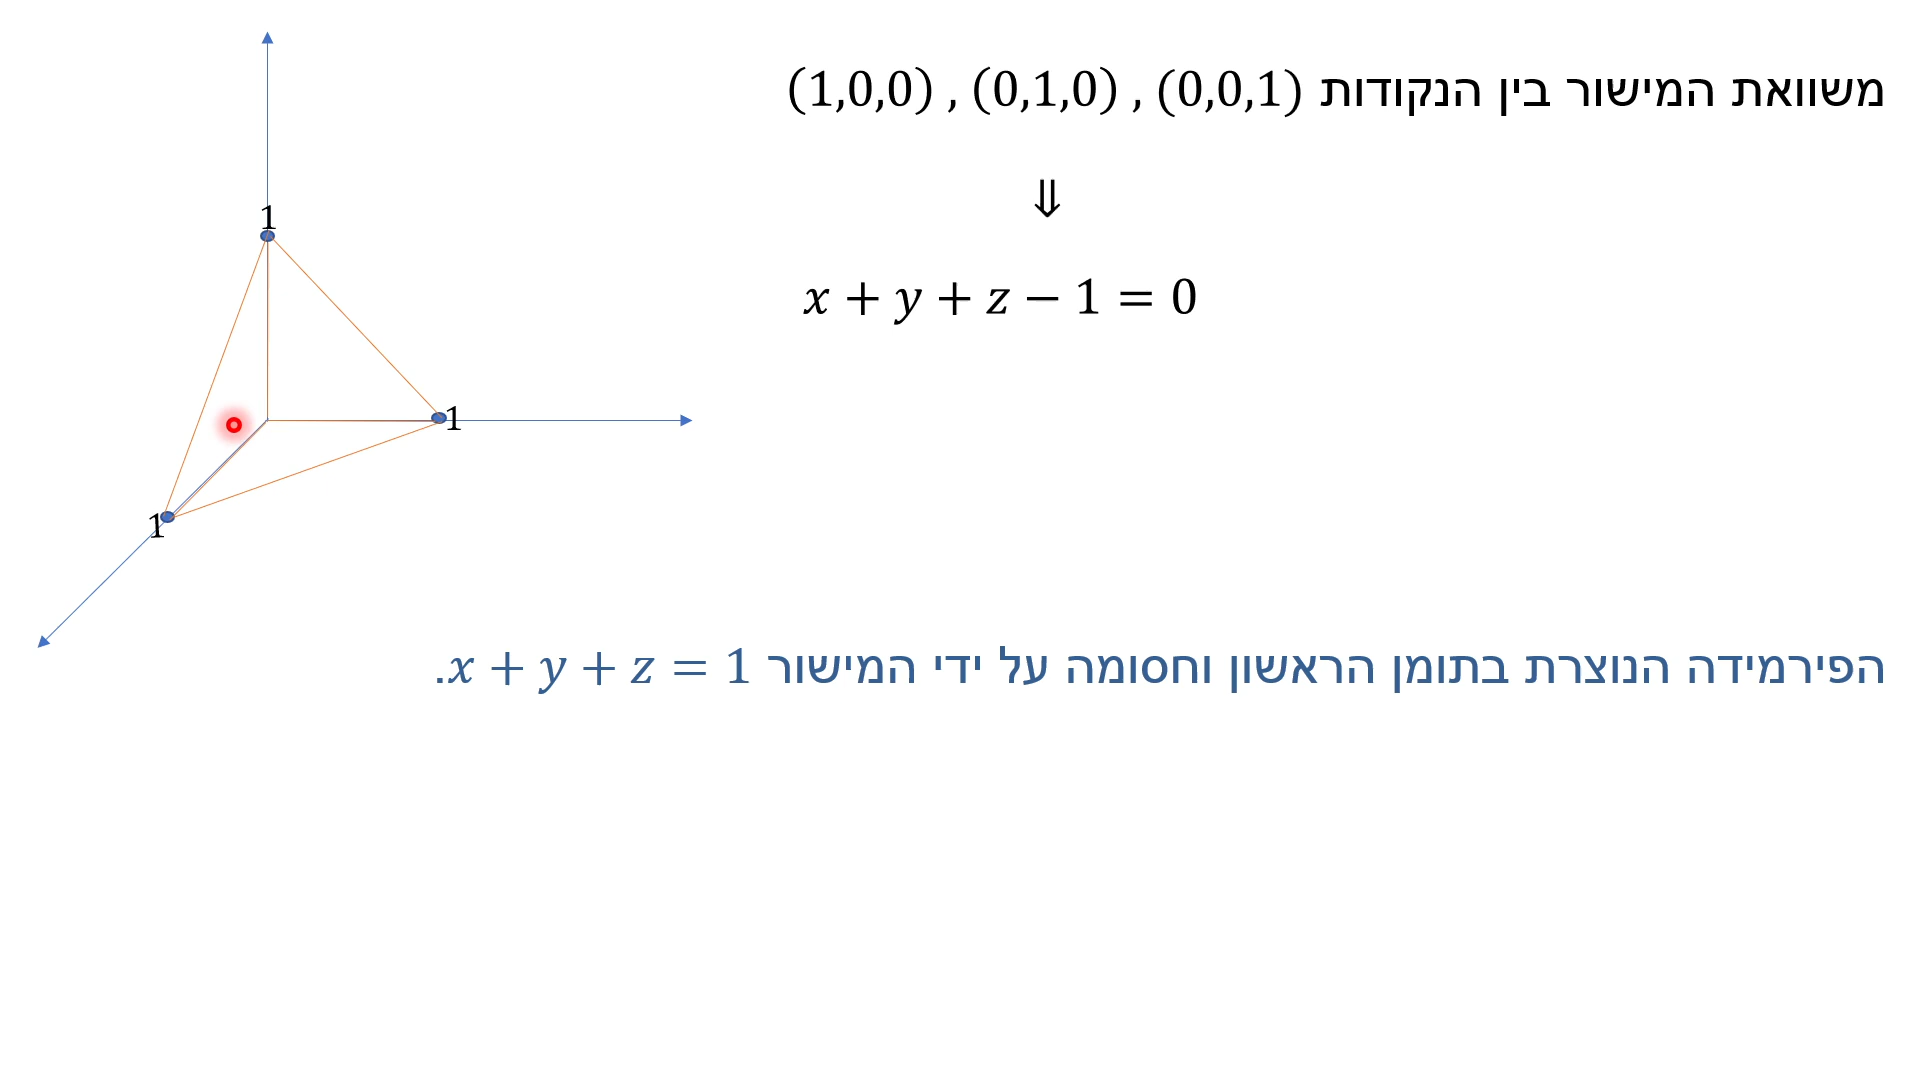 משוואת המישור בין הנקודות (1,0,0) , (0,1,0) , (0,0,1)
⇓
x + y + z − 1 = 0
1
1
1
הפירמידה הנוצרת בתומן הראשון וחסומה על ידי המישור x + y + z = 1.